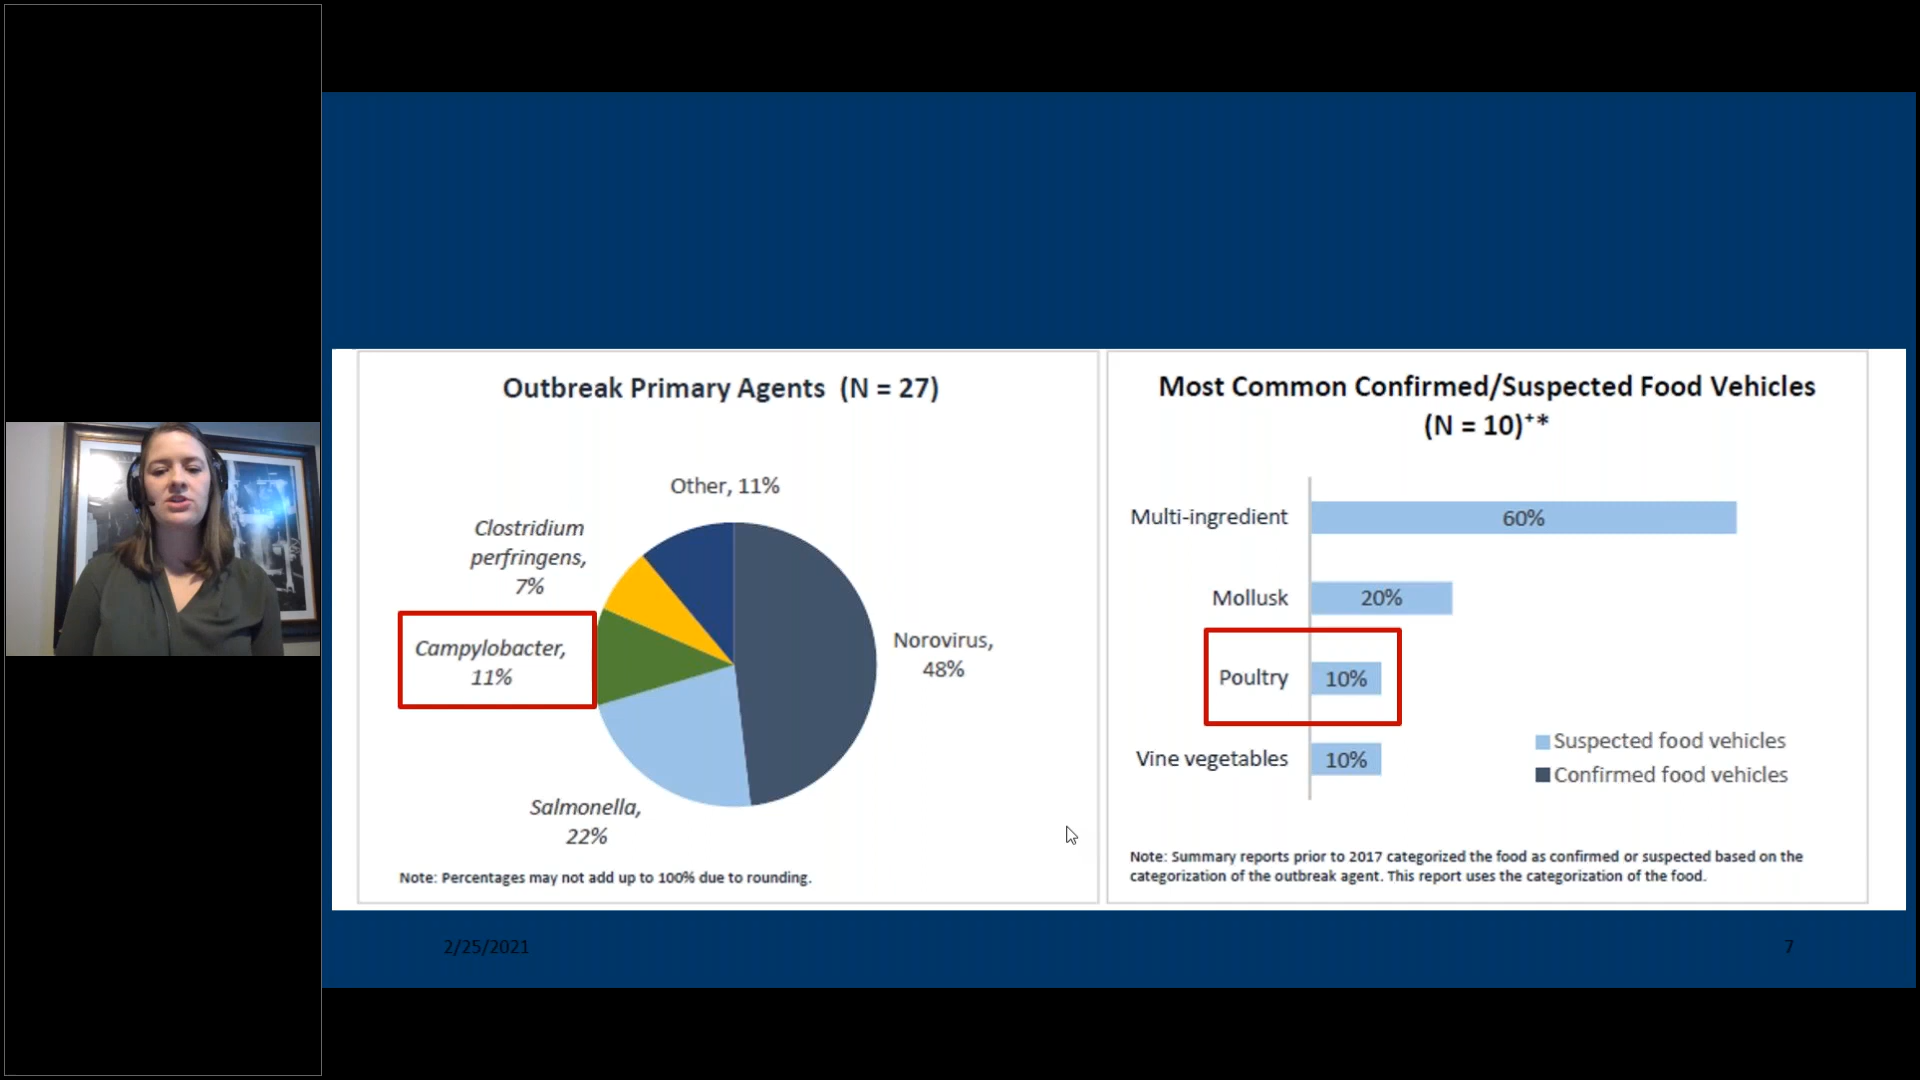 Outbreak Primary Agents (N = 27)
Other, 11%
Clostridium
perfringens,
7%
Campylobacter,
11%
Norovirus,
48%
Salmonella,
22%
Note: Percentages may not add up to 100% due to rounding.
Most Common Confirmed/Suspected Food Vehicles
(N = 10)⁺*
Multi-ingredient
60%
Mollusk
20%
Poultry
10%
Vine vegetables
10%
Suspected food vehicles
Confirmed food vehicles
Note: Summary reports prior to 2017 categorized the food as confirmed or suspected based on the
categorization of the outbreak agent. This report uses the categorization of the food.
2/25/2021
7